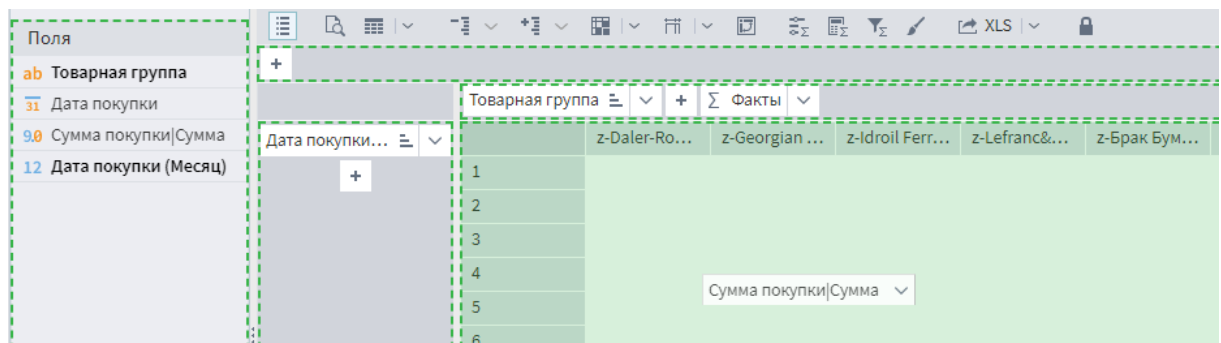 Поля
ab Товарная группа
31 Дата покупки
9.0 Сумма покупки|Сумма
12 Дата покупки (Месяц)
XLS
+
Товарная группа + Σ Факты
Дата покупки...
+
z-Daler-Ro... z-Georgian ... z-Idroil Ferr... z-Lefranc&... z-Брак Бум...
1
2
3
4
Сумма покупки|Сумма
5
6